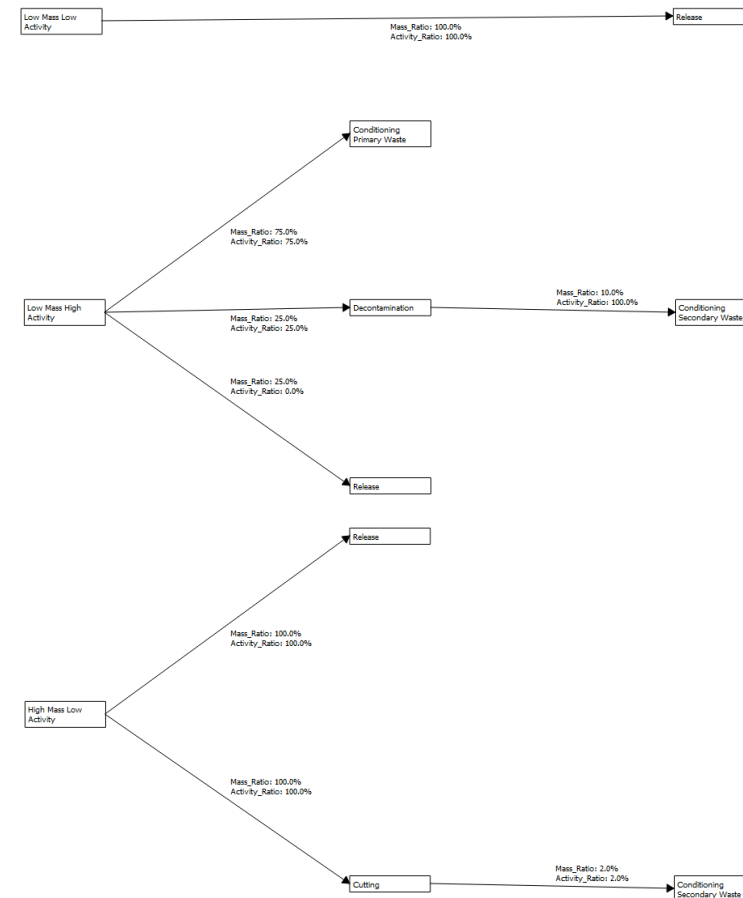 Low Mass Low
Activity
Release
Mass_Ratio: 100.0%
Activity_Ratio: 100.0%
Conditioning
Primary Waste
Mass_Ratio: 75.0%
Activity_Ratio: 75.0%
Low Mass High
Activity
Mass_Ratio: 25.0%
Activity_Ratio: 25.0%
Decontamination
Mass_Ratio: 10.0%
Activity_Ratio: 100.0%
Conditioning
Secondary Waste
Mass_Ratio: 25.0%
Activity_Ratio: 0.0%
Release
Release
Mass_Ratio: 100.0%
Activity_Ratio: 100.0%
High Mass Low
Activity
Mass_Ratio: 100.0%
Activity_Ratio: 100.0%
Cutting
Mass_Ratio: 2.0%
Activity_Ratio: 2.0%
Conditioning
Secondary Waste